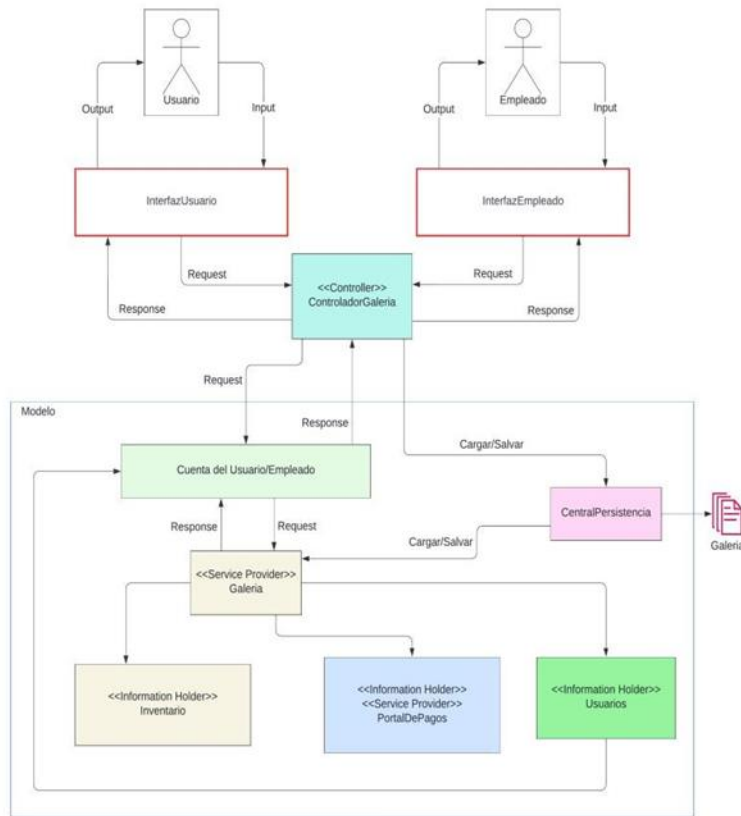 Usuario
Empleado
Output
Input
Output
Input
InterfazUsuario
InterfazEmpleado
Request
Request
<<Controller>>
ControladorGaleria
Response
Response
Request
Modelo
Response
Cargar/Salvar
Cuenta del Usuario/Empleado
CentralPersistencia
Response
Request
Cargar/Salvar
Galeria
<<Service Provider>>
Galeria
<<Information Holder>>
Inventario
<<Information Holder>>
<<Service Provider>>
PortalDePagos
<<Information Holder>>
Usuarios